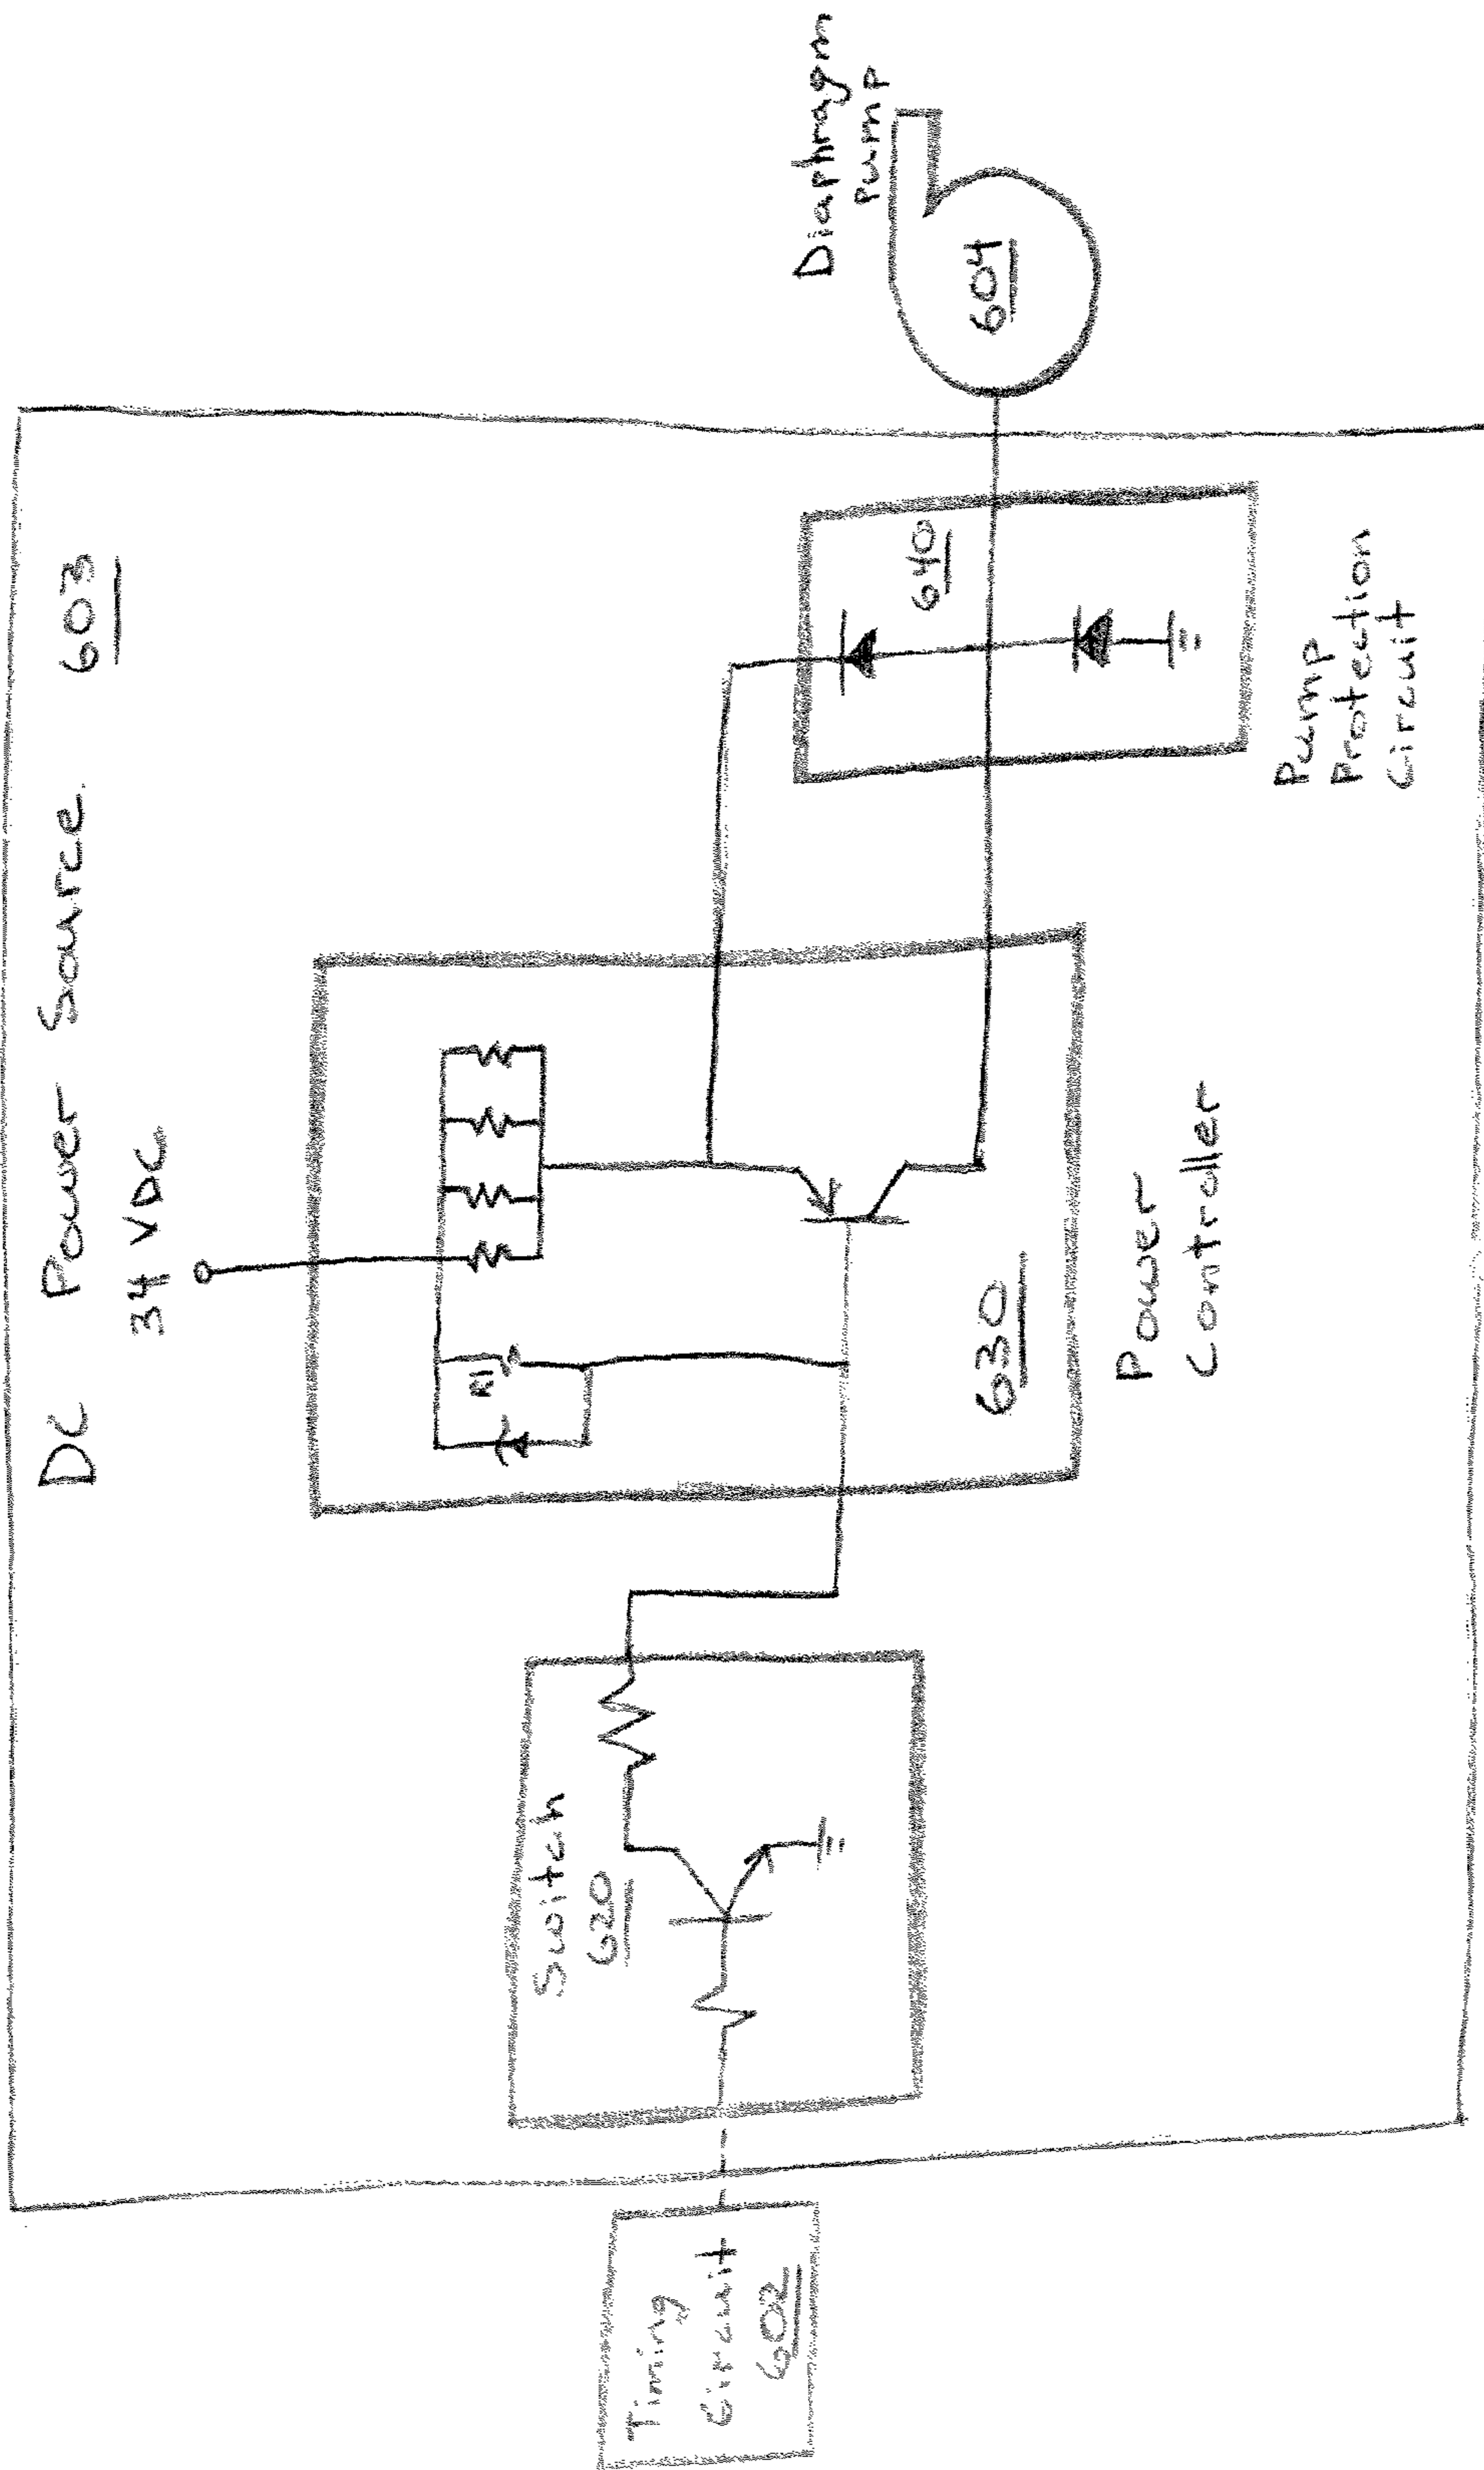 DC Power Source 603
34 VDC
R1
630
Power
Controller
Switch
620
Timing
Circuit
602
640
Pump
Protection
Circuit
Diaphragm
Pump
604